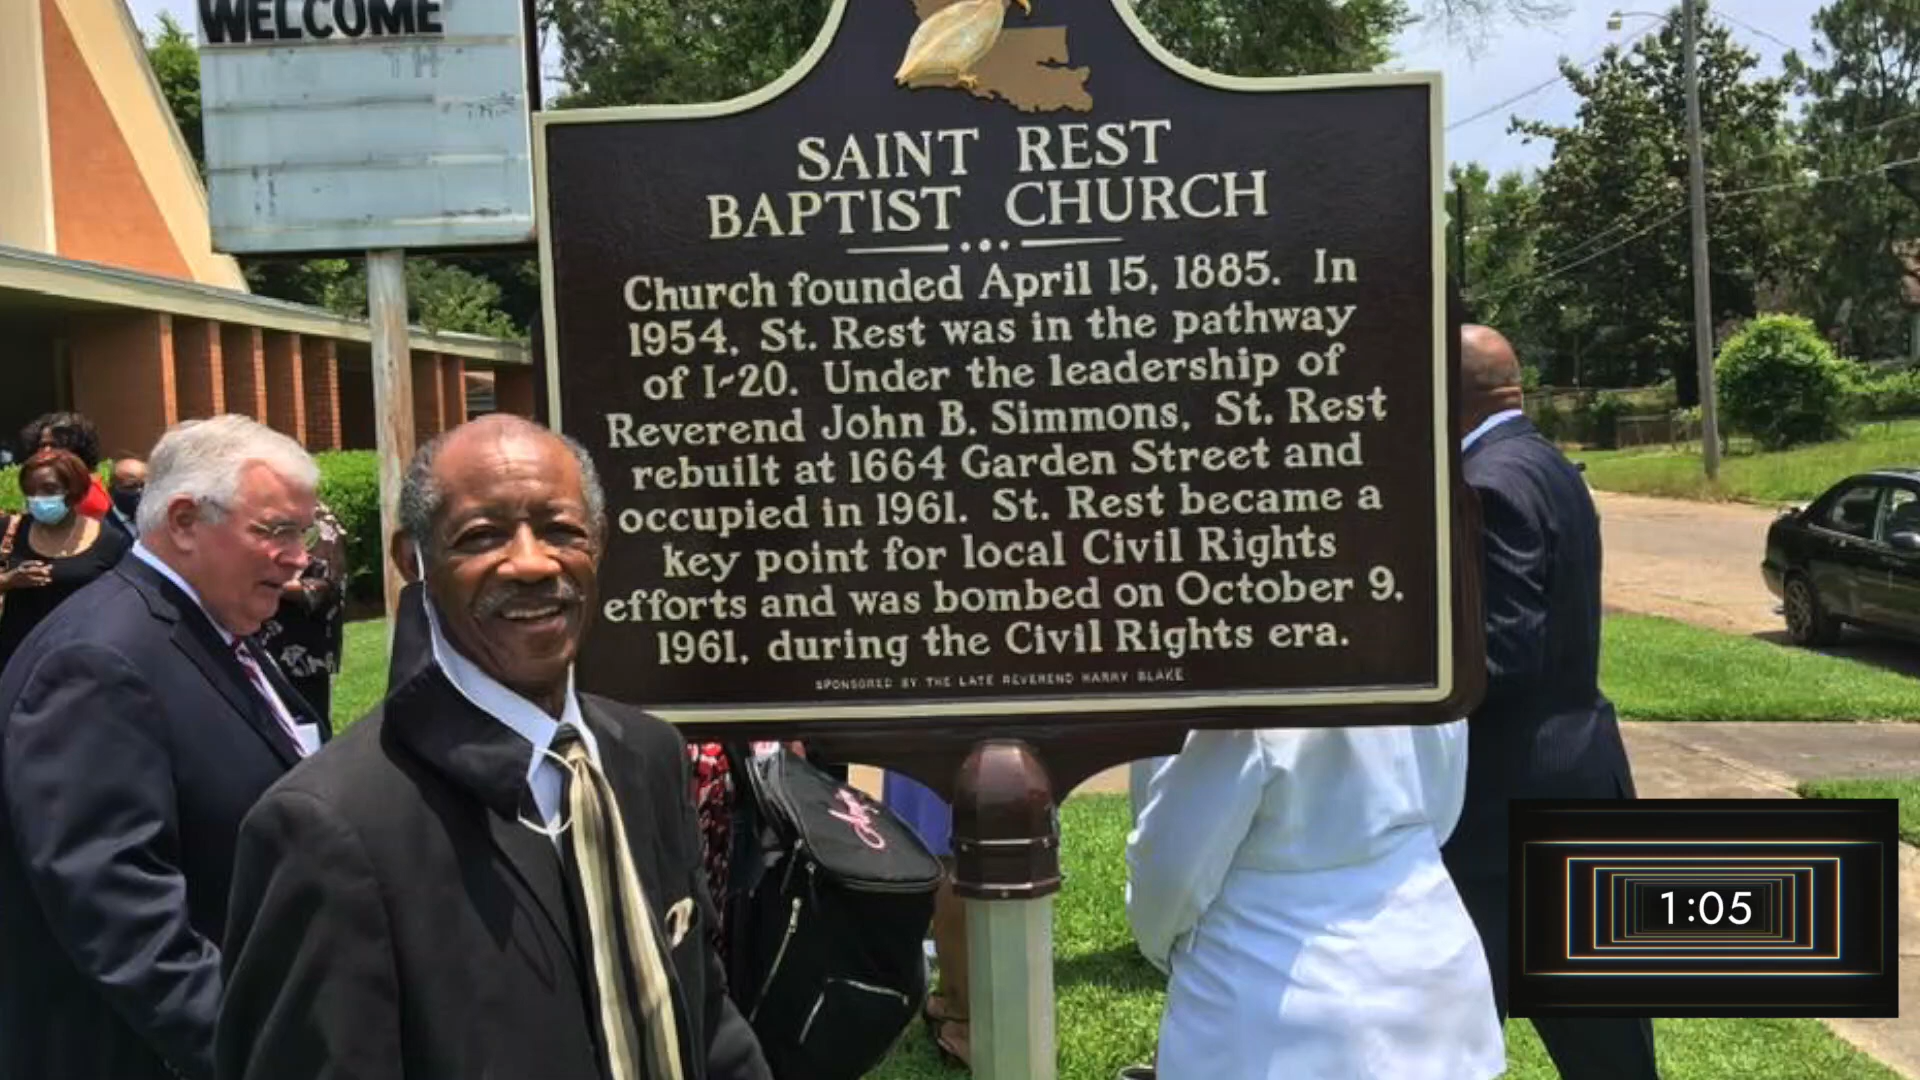 WELCOME
SAINT REST
BAPTIST CHURCH
Church founded April 15, 1885. In
1954, St. Rest was in the pathway
of I-20. Under the leadership of
Reverend John B. Simmons, St. Rest
rebuilt at 1664 Garden Street and
occupied in 1961. St. Rest became a
key point for local Civil Rights
efforts and was bombed on October 9,
1961, during the Civil Rights era.
SPONSORED BY THE LATE REVEREND HARRY BLAKE
1:05